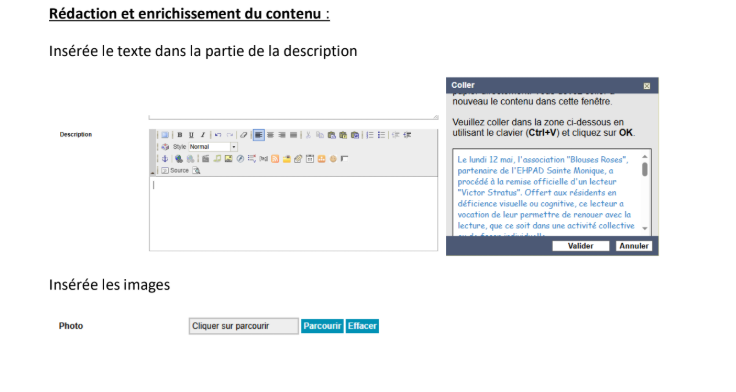 Rédaction et enrichissement du contenu :
Insérée le texte dans la partie de la description
Coller
nouveau le contenu dans cette fenêtre.
Veuillez coller dans la zone ci-dessous en
utilisant le clavier (Ctrl+V) et cliquez sur OK.
Description
Style Normal
Source
Le lundi 12 mai, l'association "Blouses Roses",
partenaire de l'EHPAD Sainte Monique, a
procédé à la remise officielle d'un lecteur
"Victor Stratus". Offert aux résidents en
déficience visuelle ou cognitive, ce lecteur a
vocation de leur permettre de renouer avec la
lecture, que ce soit dans une activité collective
Valider Annuler
Insérée les images
Photo Cliquer sur parcourir Parcourir Effacer